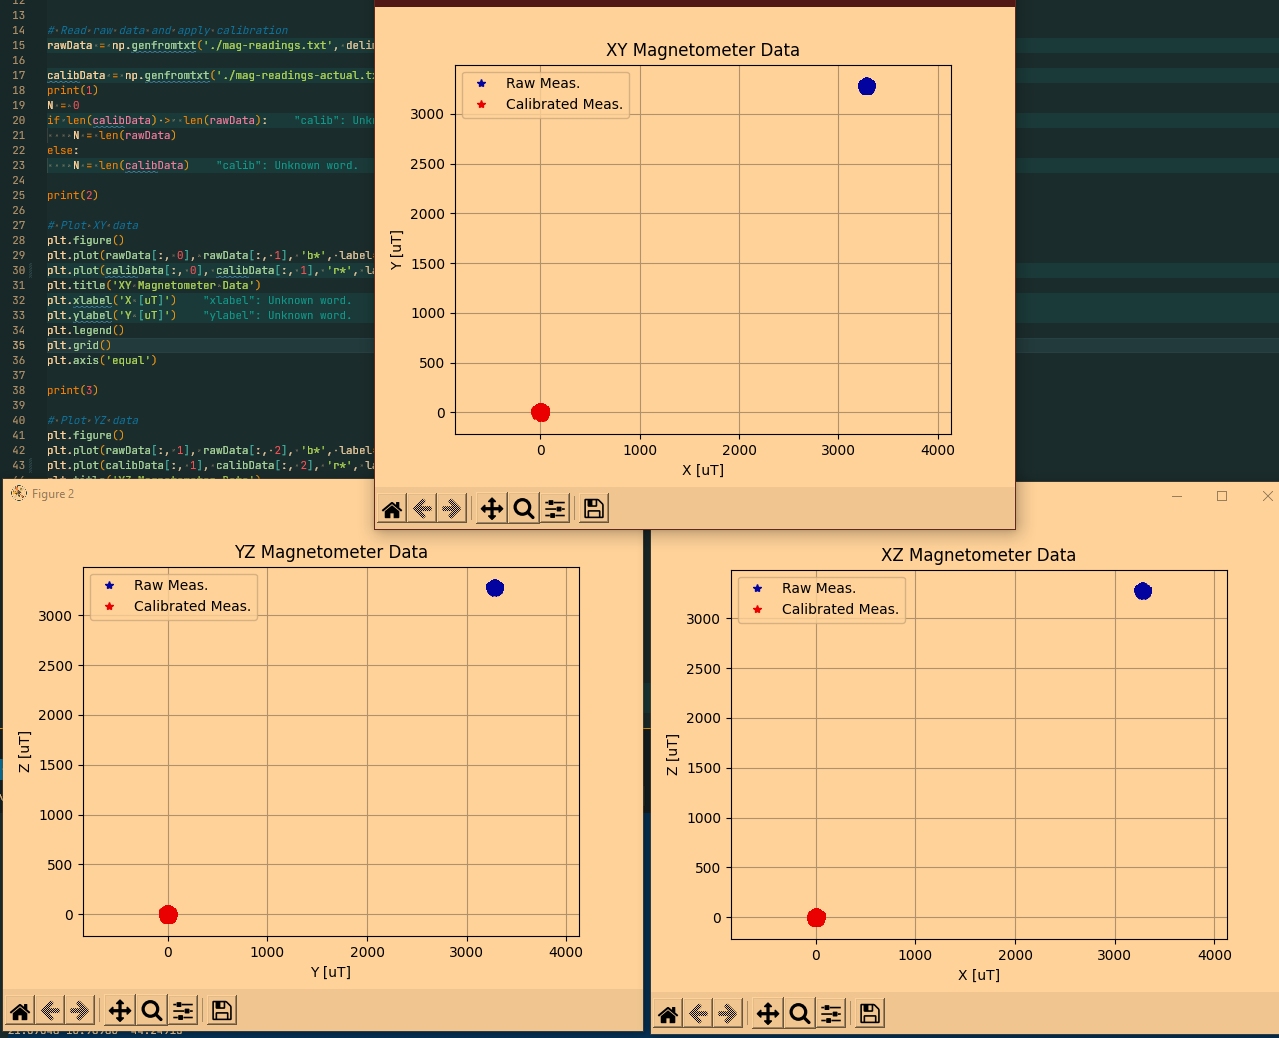 12
13
14 # Read raw data and apply calibration
15 rawData = np.genfromtxt('./mag-readings.txt', delim
16
17 calibData = np.genfromtxt('./mag-readings-actual.tx
18 print(1)
19 N = 0
20 if len(calibData) > len(rawData): "calib": Unkn
21 N = len(rawData)
22 else:
23 N = len(calibData) "calib": Unknown word.
24
25 print(2)
26
27 # Plot XY data
28 plt.figure()
29 plt.plot(rawData[:, 0], rawData[:, 1], 'b*', label=
30 plt.plot(calibData[:, 0], calibData[:, 1], 'r*', la
31 plt.title('XY Magnetometer Data')
32 plt.xlabel('X [uT]') "xlabel": Unknown word.
33 plt.ylabel('Y [uT]') "ylabel": Unknown word.
34 plt.legend()
35 plt.grid()
36 plt.axis('equal')
37
38 print(3)
39
40 # Plot YZ data
41 plt.figure()
42 plt.plot(rawData[:, 1], rawData[:, 2], 'b*', label=
43 plt.plot(calibData[:, 1], calibData[:, 2], 'r*', la
XY Magnetometer Data
Raw Meas.
Calibrated Meas.
3000
2500
2000
1500
1000
500
0
Y [uT]
0 1000 2000 3000 4000
X [uT]
Figure 2
YZ Magnetometer Data
Raw Meas.
Calibrated Meas.
3000
2500
2000
1500
1000
500
0
Z [uT]
0 1000 2000 3000 4000
Y [uT]
XZ Magnetometer Data
Raw Meas.
Calibrated Meas.
3000
2500
2000
1500
1000
500
0
Z [uT]
0 1000 2000 3000 4000
X [uT]